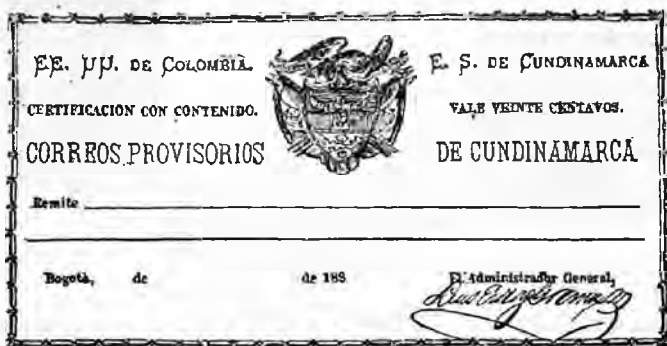 EE. UU. DE COLOMBIA.
CERTIFICACION CON CONTENIDO.
CORREOS PROVISORIOS
E. S. DE CUNDINAMARCA
VALE VEINTE CENTAVOS.
DE CUNDINAMARCA
Remite
Bogotá, de de 188
El Administrador General,